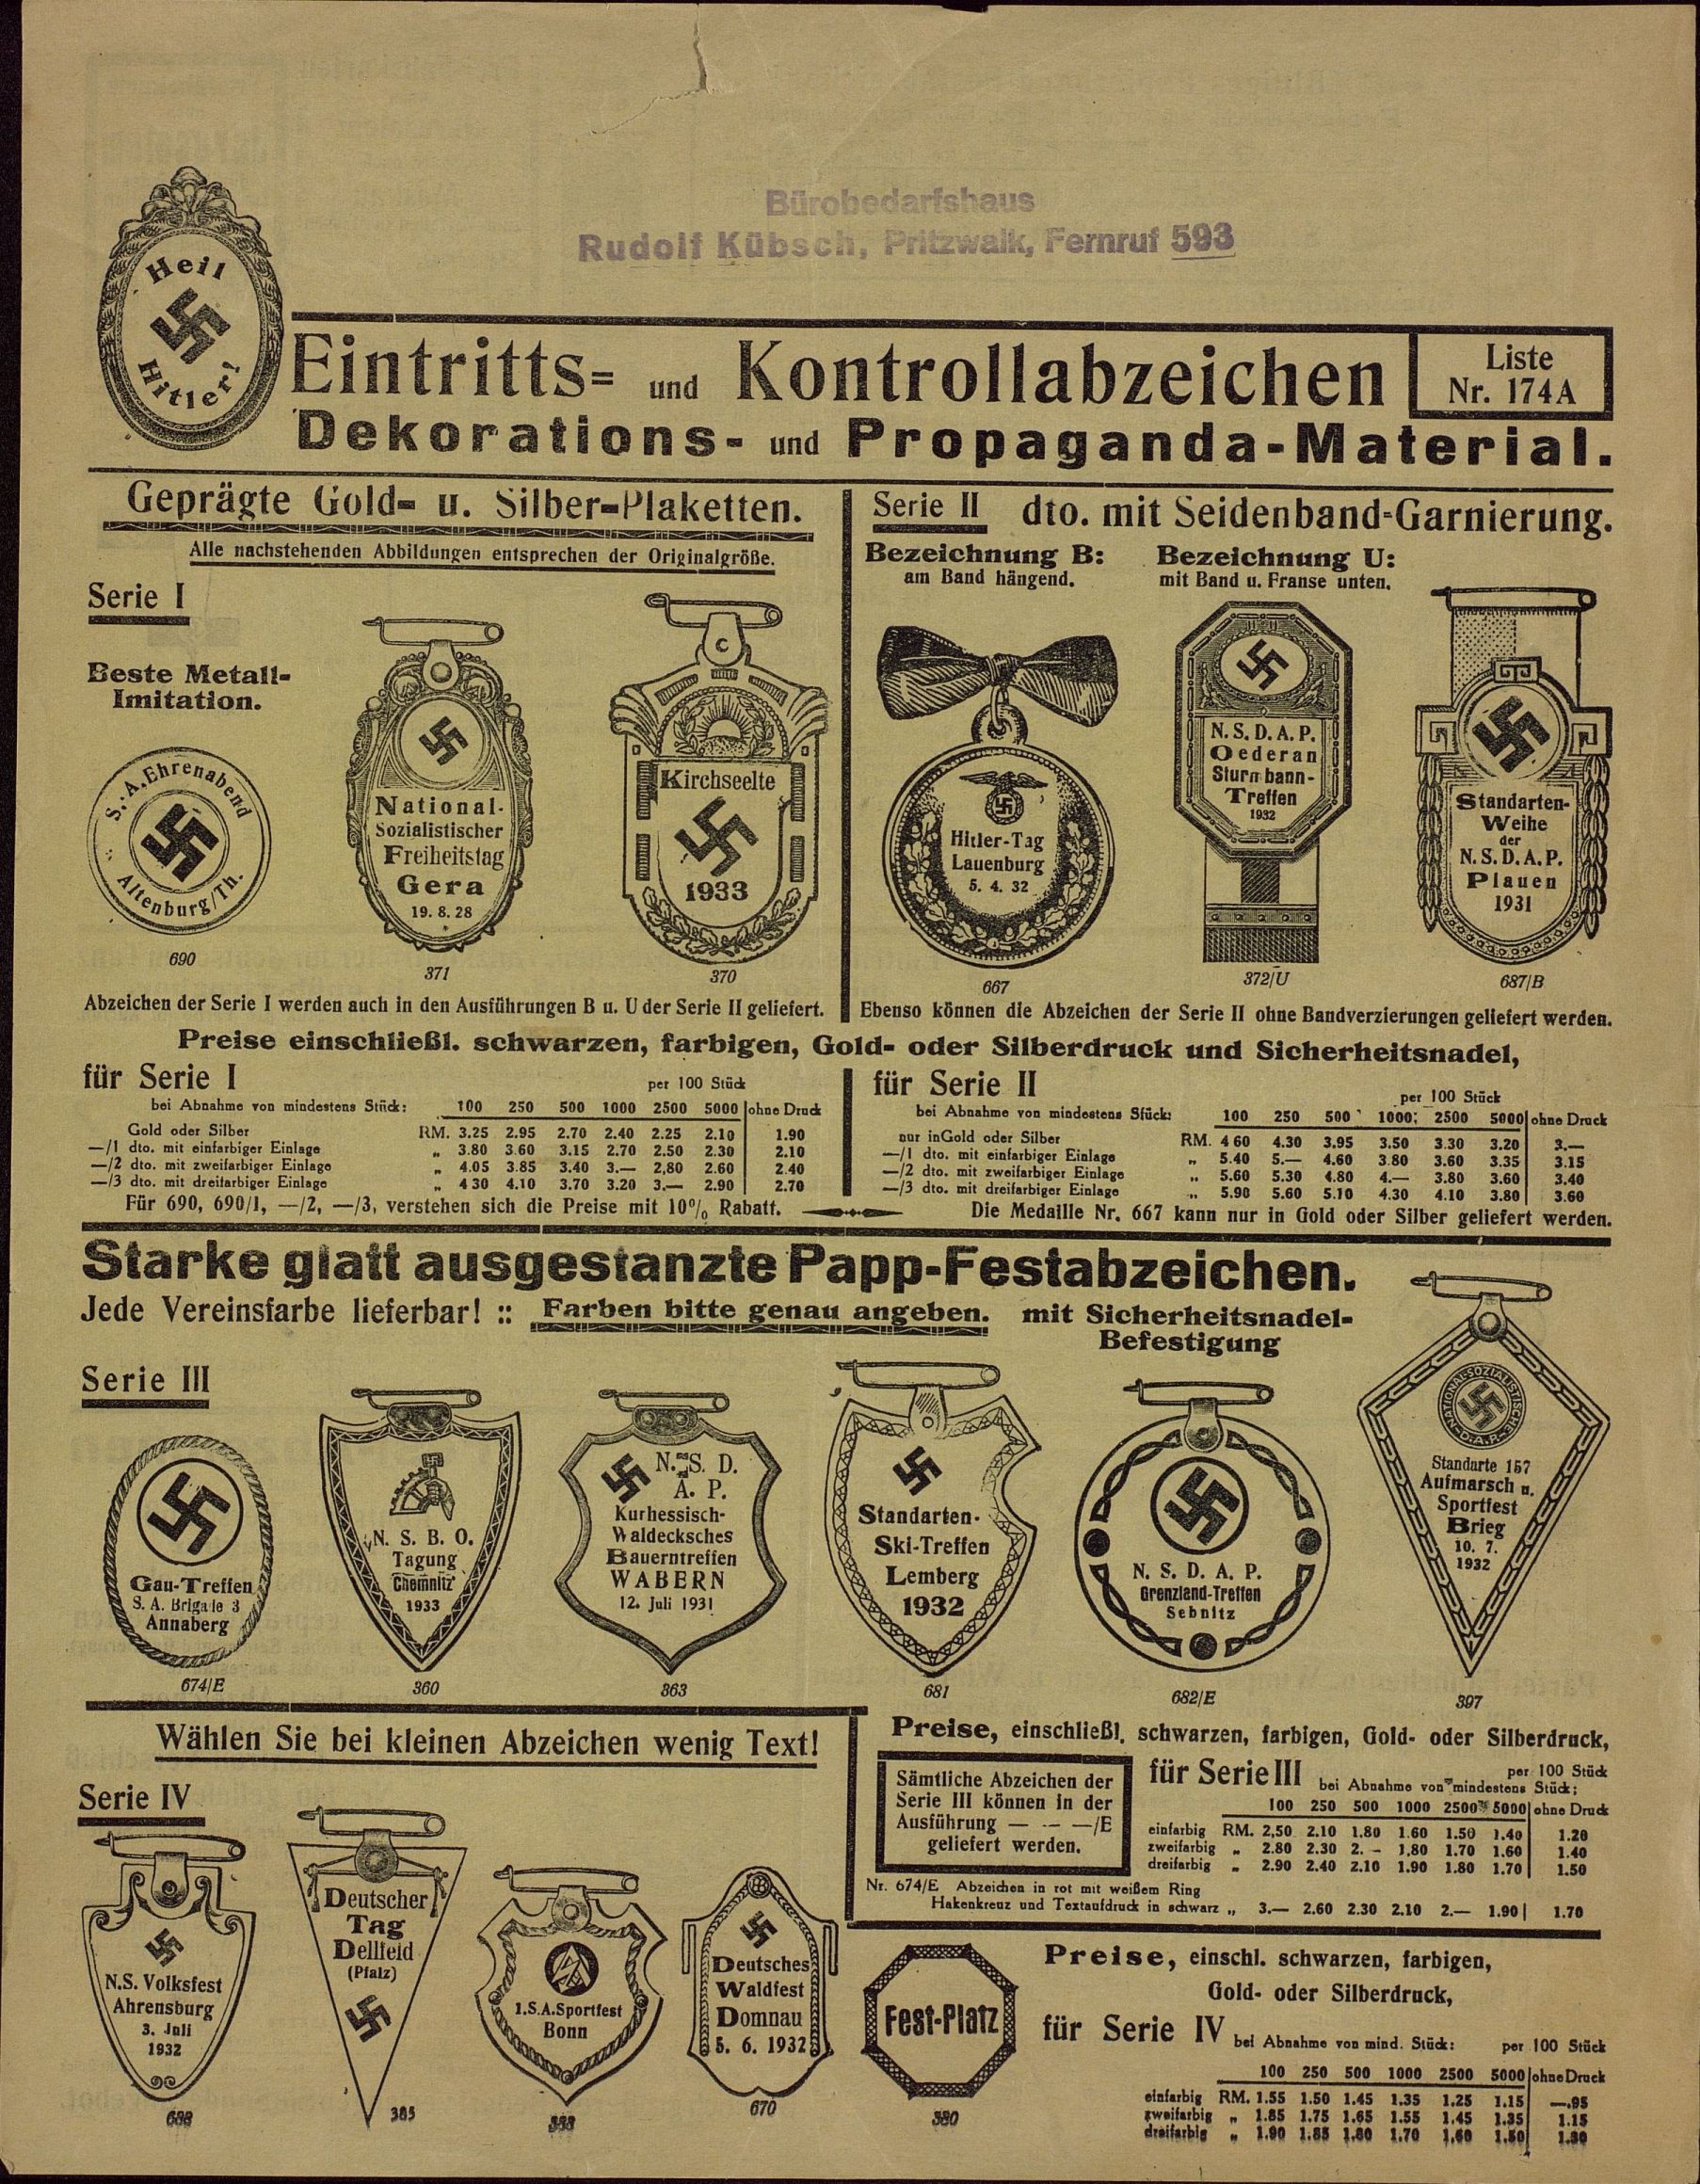 Bürobedarfshaus
Rudolf Kübsch, Pritzwalk, Fernruf 593
Heil
Hitler!
Eintritts= und Kontrollabzeichen
Liste
Nr. 174A
Dekorations- und Propaganda-Material.
Geprägte Gold- u. Silber-Plaketten.
Alle nachstehenden Abbildungen entsprechen der Originalgröße.
Serie I
Beste Metall-
Imitation.
S.-A. Ehrenabend
Altenburg/Th.
690
National-
Sozialistischer
Freiheitstag
Gera
19. 8. 28
371
Kirchseelte
1933
370
Abzeichen der Serie I werden auch in den Ausführungen B u. U der Serie II geliefert.
Serie II dto. mit Seidenband-Garnierung.
Bezeichnung B:
am Band hängend.
Bezeichnung U:
mit Band u. Franse unten.
Hitler-Tag
Lauenburg
5. 4. 32
667
N. S. D. A. P.
Oederan
Sturmbann-
Treffen
1932
372/U
Standarten-
Weihe
der
N. S. D. A. P.
Plauen
1931
687/B
Ebenso können die Abzeichen der Serie II ohne Bandverzierungen geliefert werden.
Preise einschließl. schwarzen, farbigen, Gold- oder Silberdruck und Sicherheitsnadel,
für Serie I per 100 Stück
bei Abnahme von mindestens Stück: 100 250 500 1000 2500 5000 ohne Druck
Gold oder Silber RM. 3.25 2.95 2.70 2.40 2.25 2.10 1.90
—/1 dto. mit einfarbiger Einlage „ 3.80 3.60 3.15 2.70 2.50 2.30 2.10
—/2 dto. mit zweifarbiger Einlage „ 4.05 3.85 3.40 3.— 2,80 2.60 2.40
—/3 dto. mit dreifarbiger Einlage „ 4 30 4.10 3.70 3.20 3.— 2.90 2.70
Für 690, 690/1, —/2, —/3, verstehen sich die Preise mit 10% Rabatt.
für Serie II per 100 Stück
bei Abnahme von mindestens Stück: 100 250 500 1000 2500 5000 ohne Druck
nur in Gold oder Silber RM. 4 60 4.30 3.95 3.50 3.30 3.20 3.—
—/1 dto. mit einfarbiger Einlage „ 5.40 5.— 4.60 3.80 3.60 3.35 3.15
—/2 dto. mit zweifarbiger Einlage „ 5.60 5.30 4.80 4.— 3.80 3.60 3.40
—/3 dto. mit dreifarbiger Einlage „ 5.90 5.60 5.10 4.30 4.10 3.80 3.60
Die Medaille Nr. 667 kann nur in Gold oder Silber geliefert werden.
Starke glatt ausgestanzte Papp-Festabzeichen.
Jede Vereinsfarbe lieferbar! :: Farben bitte genau angeben. mit Sicherheitsnadel-
Befestigung
Serie III
Gau-Treffen
S. A. Brigade 3
Annaberg
674/E
N. S. B. O.
Tagung
Chemnitz
1933
360
N. S. D.
A. P.
Kurhessisch-
Waldecksches
Bauerntreffen
WABERN
12. Juli 1931
363
Standarten-
Ski-Treffen
Lemberg
1932
681
N. S. D. A. P.
Grenzland-Treffen
Sebnitz
682/E
NATIONAL-SOZIALISTISCHE
D.A.P.
Standarte 157
Aufmarsch u.
Sportfest
Brieg
10. 7.
1932
397
Wählen Sie bei kleinen Abzeichen wenig Text!
Serie IV
N.S. Volksfest
Ahrensburg
3. Juli
1932
688
Deutscher
Tag
Dellfeld
(Pfalz)
385
1.S.A.Sportfest
Bonn
Deutsches
Waldfest
Domnau
5. 6. 1932
670
Fest-Platz
380
Preise, einschließl. schwarzen, farbigen, Gold- oder Silberdruck,
Sämtliche Abzeichen der
Serie III können in der
Ausführung — — —/E
geliefert werden.
für Serie III per 100 Stück
bei Abnahme von mindestens Stück:
100 250 500 1000 2500 5000 ohne Druck
einfarbig RM. 2,50 2.10 1.80 1.60 1.50 1.40 1.20
zweifarbig „ 2.80 2.30 2. - 1,80 1.70 1.60 1.40
dreifarbig „ 2.90 2.40 2.10 1.90 1.80 1.70 1.50
Nr. 674/E Abzeichen in rot mit weißem Ring
Hakenkreuz und Textaufdruck in schwarz „ 3.— 2.60 2.30 2.10 2.— 1.90 1.70
Preise, einschl. schwarzen, farbigen,
Gold- oder Silberdruck,
für Serie IV bei Abnahme von mind. Stück: per 100 Stück
100 250 500 1000 2500 5000 ohne Druck
einfarbig RM. 1.55 1.50 1.45 1.35 1.25 1.15 —.95
zweifarbig „ 1.85 1.75 1.65 1.55 1.45 1.35 1.15
dreifarbig „ 1.90 1.85 1.80 1.70 1,60 1.50 1.30